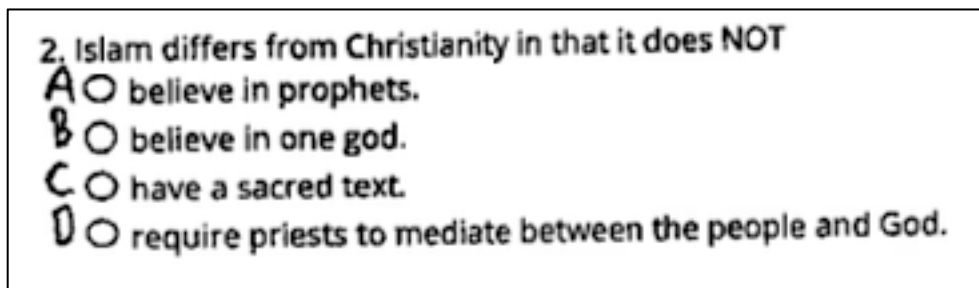 2. Islam differs from Christianity in that it does NOT
A O believe in prophets.
B O believe in one god.
C O have a sacred text.
D O require priests to mediate between the people and God.